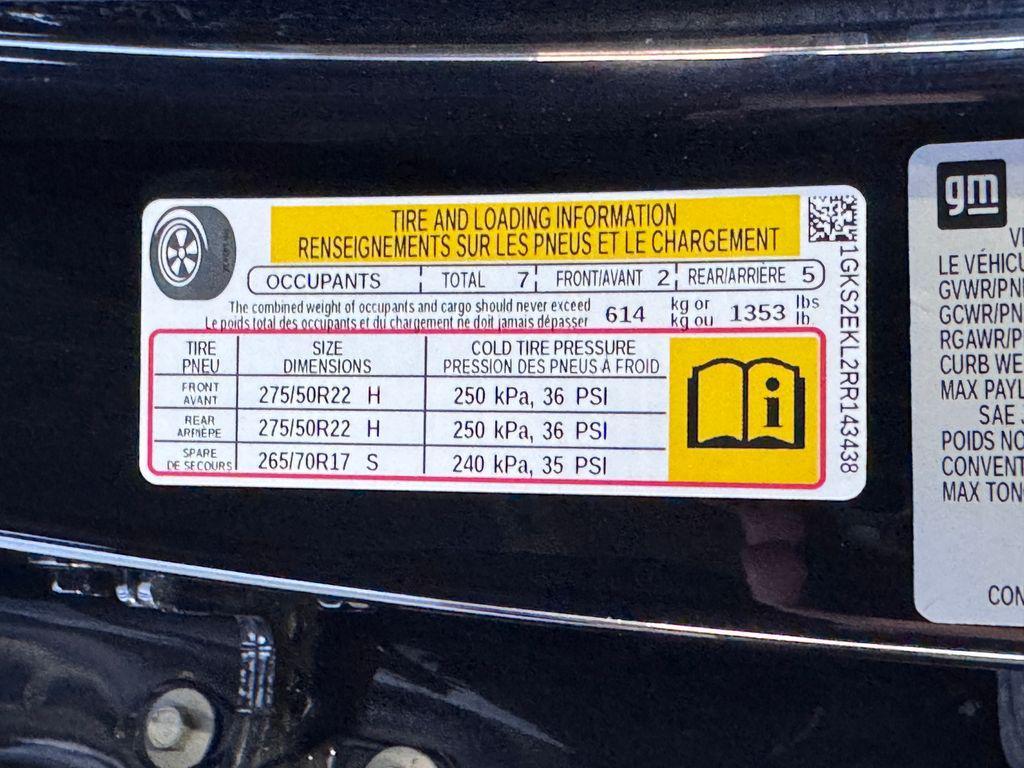 TIRE AND LOADING INFORMATION
RENSEIGNEMENTS SUR LES PNEUS ET LE CHARGEMENT
OCCUPANTS TOTAL 7 FRONT/AVANT 2 REAR/ARRIÈRE 5
The combined weight of occupants and cargo should never exceed 614 kg or 1353 lbs
Le poids total des occupants et du chargement ne doit jamais dépasser kg ou lb
TIRE SIZE COLD TIRE PRESSURE
PNEU DIMENSIONS PRESSION DES PNEUS À FROID
FRONT
AVANT 275/50R22 H 250 kPa, 36 PSI
REAR
ARRIÈRE 275/50R22 H 250 kPa, 36 PSI
SPARE
DE SECOURS 265/70R17 S 240 kPa, 35 PSI
1GKS2EKL2RR143438
gm
LE VÉHICU
GVWR/PN
GCWR/PN
RGAWR/P
CURB WE
MAX PAYL
SAE
POIDS NO
CONVENT
MAX TON
CON